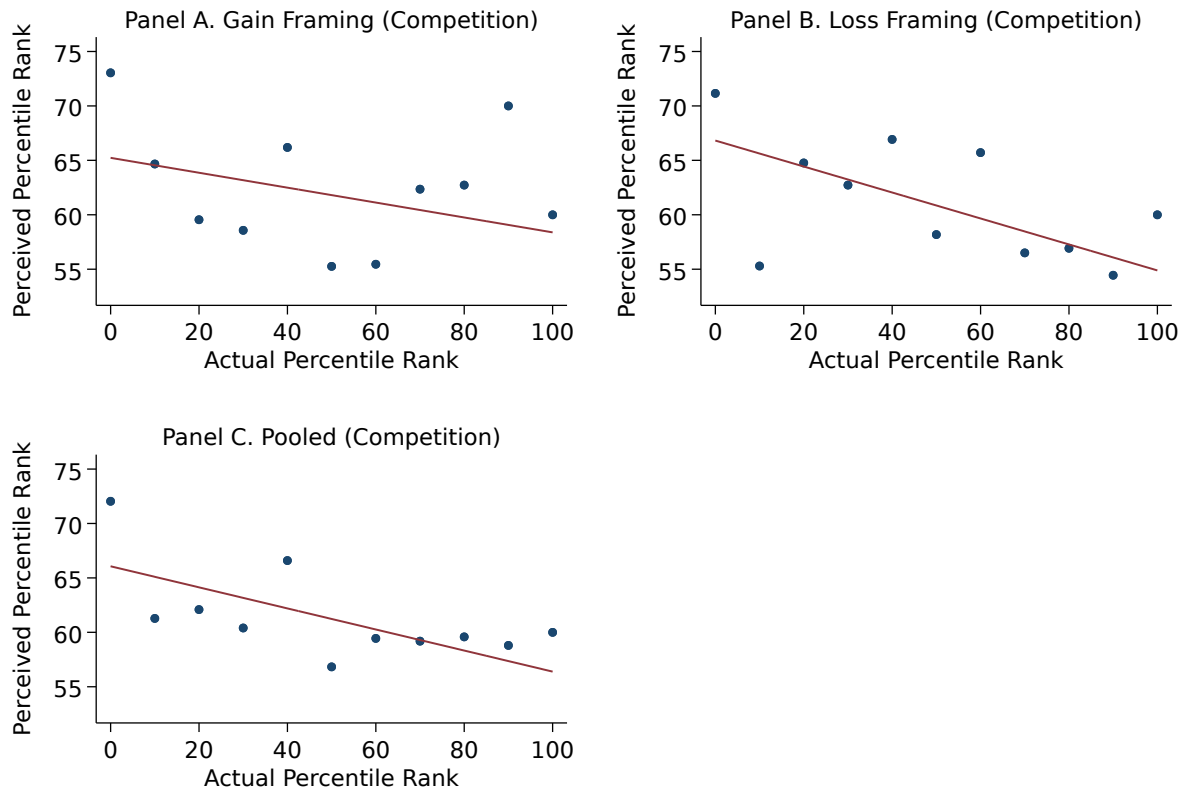 Panel A. Gain Framing (Competition)
Perceived Percentile Rank
75
70
65
60
55
0 20 40 60 80 100
Actual Percentile Rank
Panel B. Loss Framing (Competition)
Perceived Percentile Rank
75
70
65
60
55
0 20 40 60 80 100
Actual Percentile Rank
Panel C. Pooled (Competition)
Perceived Percentile Rank
75
70
65
60
55
0 20 40 60 80 100
Actual Percentile Rank